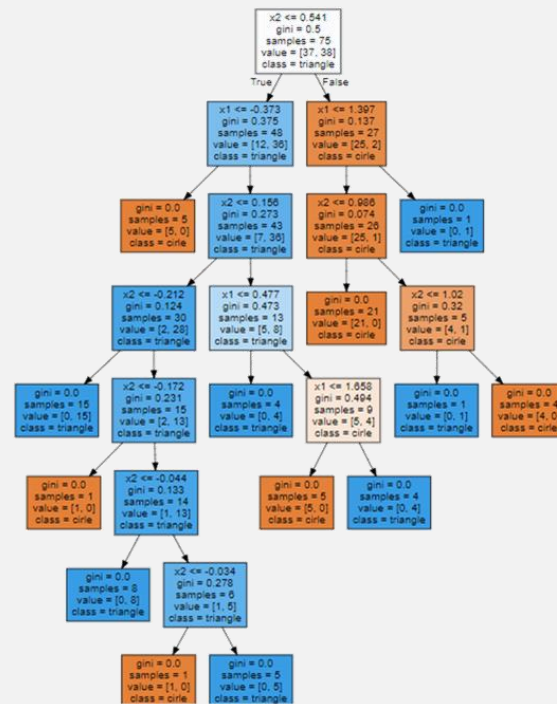 x2 <= 0.541
gini = 0.5
samples = 75
value = [37, 38]
class = triangle
True
False
x1 <= -0.373
gini = 0.375
samples = 48
value = [12, 36]
class = triangle
x1 <= 1.397
gini = 0.137
samples = 27
value = [25, 2]
class = cirle
gini = 0.0
samples = 5
value = [5, 0]
class = cirle
x2 <= 0.156
gini = 0.273
samples = 43
value = [7, 36]
class = triangle
x2 <= 0.986
gini = 0.074
samples = 26
value = [25, 1]
class = cirle
gini = 0.0
samples = 1
value = [0, 1]
class = triangle
x2 <= -0.212
gini = 0.124
samples = 30
value = [2, 28]
class = triangle
x1 <= 0.477
gini = 0.473
samples = 13
value = [5, 8]
class = triangle
gini = 0.0
samples = 21
value = [21, 0]
class = cirle
x2 <= 1.02
gini = 0.32
samples = 5
value = [4, 1]
class = cirle
gini = 0.0
samples = 15
value = [0, 15]
class = triangle
x2 <= -0.172
gini = 0.231
samples = 15
value = [2, 13]
class = triangle
gini = 0.0
samples = 4
value = [0, 4]
class = triangle
x1 <= 1.658
gini = 0.494
samples = 9
value = [5, 4]
class = cirle
gini = 0.0
samples = 1
value = [0, 1]
class = triangle
gini = 0.0
samples = 4
value = [4, 0]
class = cirle
gini = 0.0
samples = 1
value = [1, 0]
class = cirle
x2 <= -0.044
gini = 0.133
samples = 14
value = [1, 13]
class = triangle
gini = 0.0
samples = 5
value = [5, 0]
class = cirle
gini = 0.0
samples = 4
value = [0, 4]
class = triangle
gini = 0.0
samples = 8
value = [0, 8]
class = triangle
x2 <= -0.034
gini = 0.278
samples = 6
value = [1, 5]
class = triangle
gini = 0.0
samples = 1
value = [1, 0]
class = cirle
gini = 0.0
samples = 5
value = [0, 5]
class = triangle